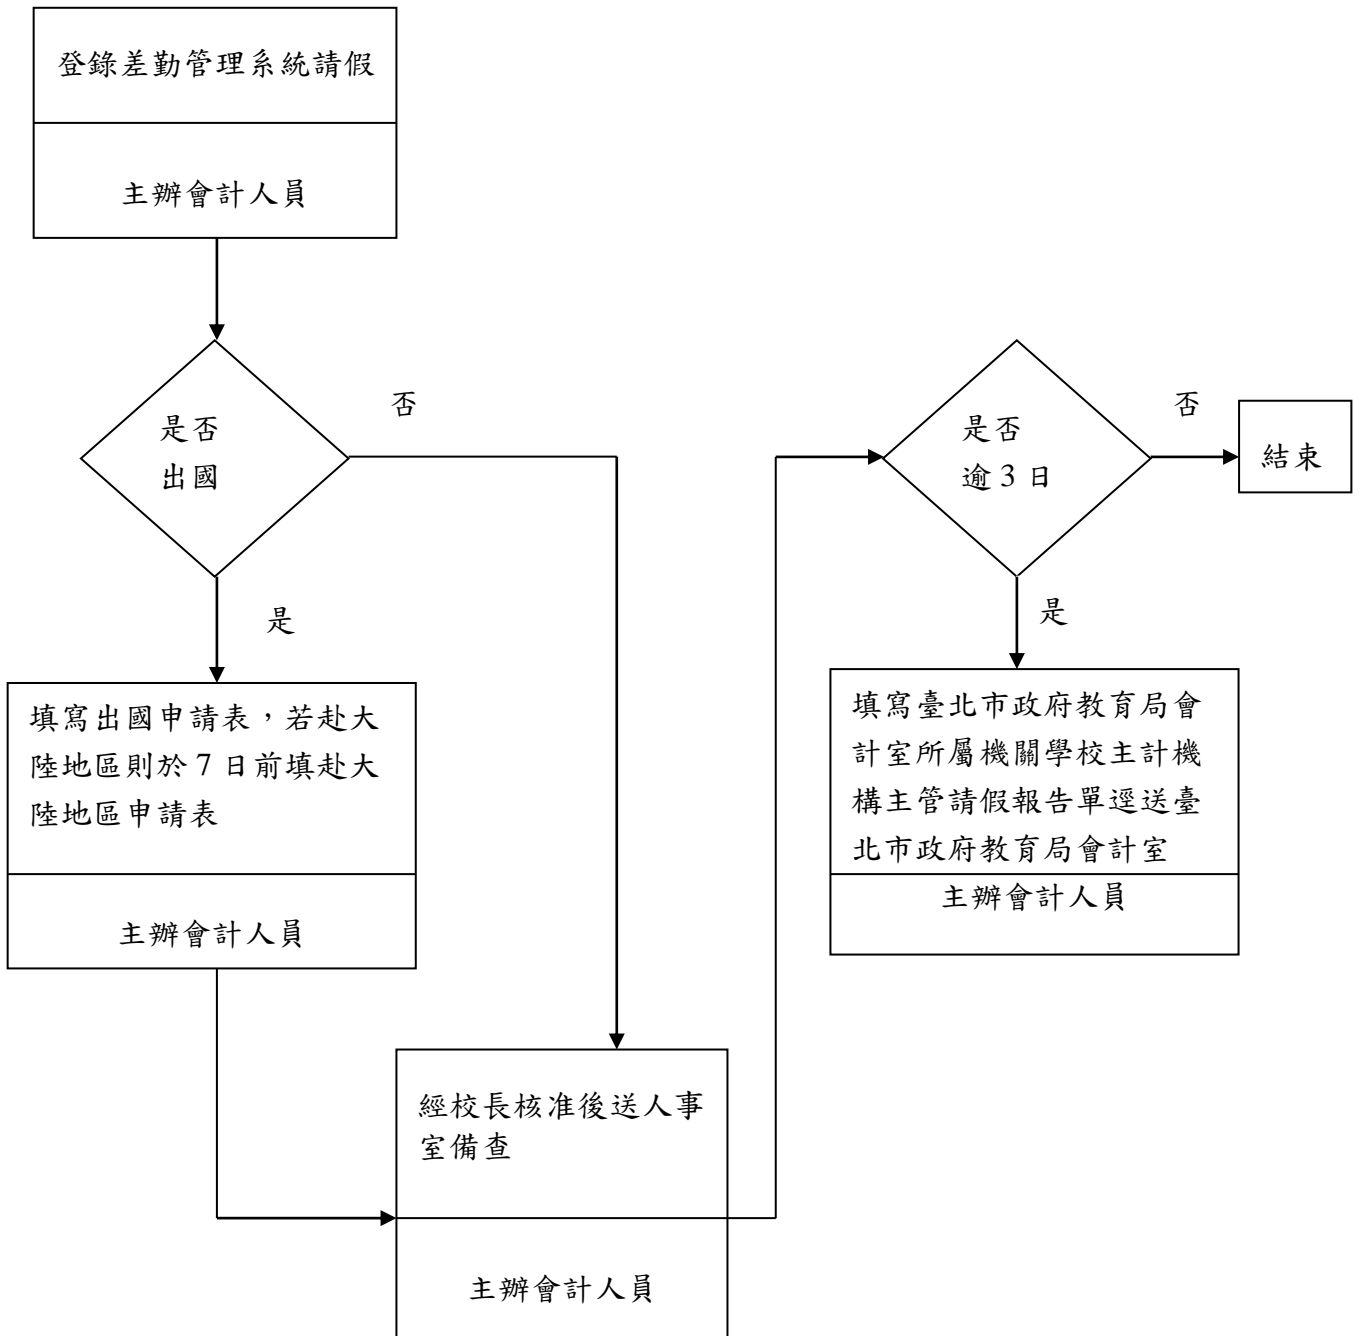 登錄差勤管理系統請假
主辦會計人員
是否
出國
否
是
填寫出國申請表，若赴大
陸地區則於 7 日前填赴大
陸地區申請表
主辦會計人員
經校長核准後送人事
室備查
主辦會計人員
是否
逾 3 日
否
結束
是
填寫臺北市政府教育局會
計室所屬機關學校主計機
構主管請假報告單逕送臺
北市政府教育局會計室
主辦會計人員